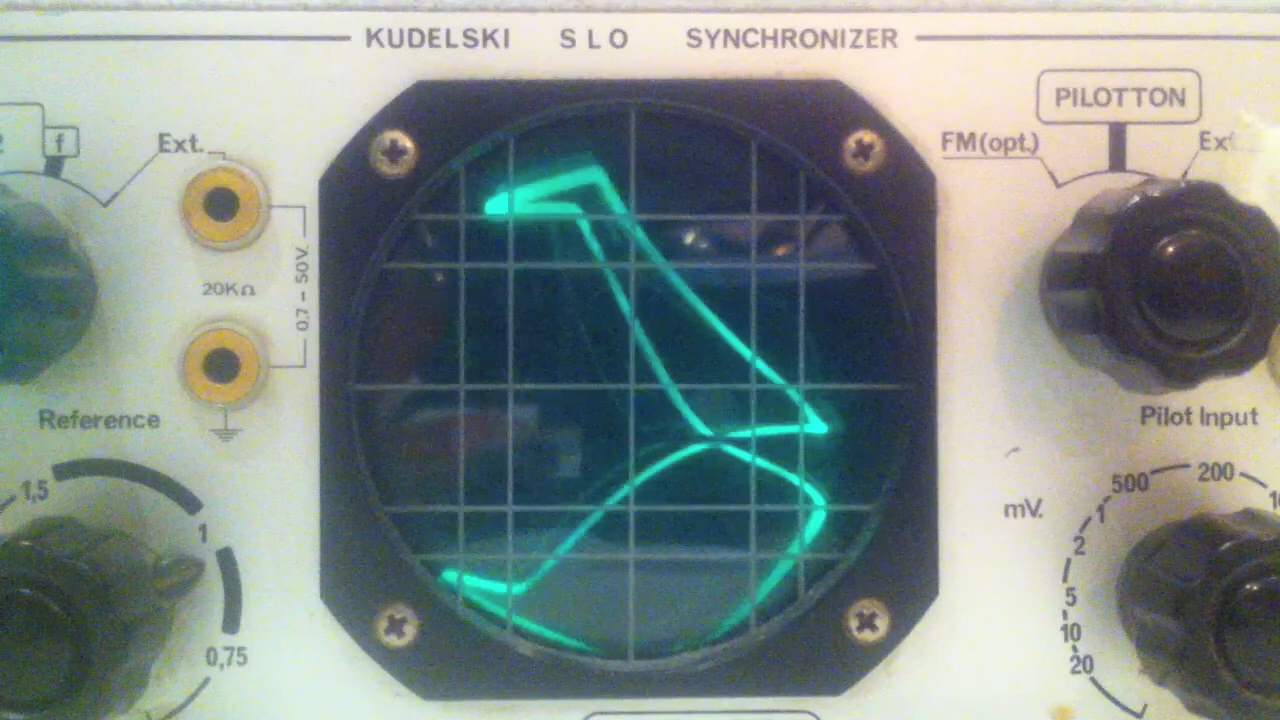 KUDELSKI SLO SYNCHRONIZER
PILOTTON
f
Ext.
FM(opt.)
20KΩ
0,7 - 50V.
Reference
Pilot Input
1,5
1
0,75
mV.
500
200
1
2
5
10
20